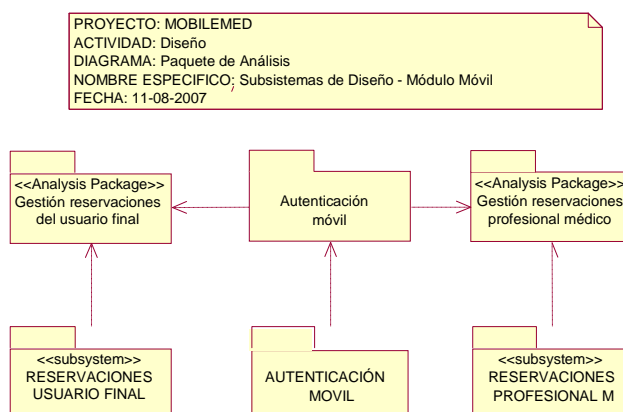 PROYECTO: MOBILEMED
ACTIVIDAD: Diseño
DIAGRAMA: Paquete de Análisis
NOMBRE ESPECIFICO: Subsistemas de Diseño - Módulo Móvil
FECHA: 11-08-2007
<<Analysis Package>>
Gestión reservaciones
del usuario final
Autenticación
móvil
<<Analysis Package>>
Gestión reservaciones
profesional médico
<<subsystem>>
RESERVACIONES
USUARIO FINAL
AUTENTICACIÓN
MOVIL
<<subsystem>>
RESERVACIONES
PROFESIONAL M